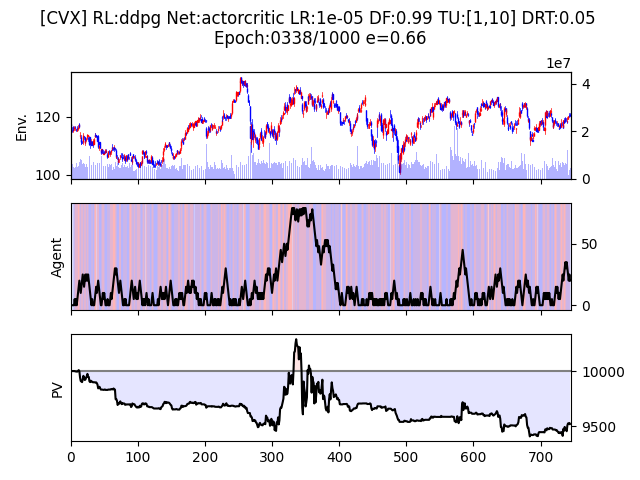 [CVX] RL:ddpg Net:actorcritic LR:1e-05 DF:0.99 TU:[1,10] DRT:0.05
Epoch:0338/1000 e=0.66
1e7
Env.
120
100
4
2
0
Agent
50
0
PV
10000
9500
0 100 200 300 400 500 600 700